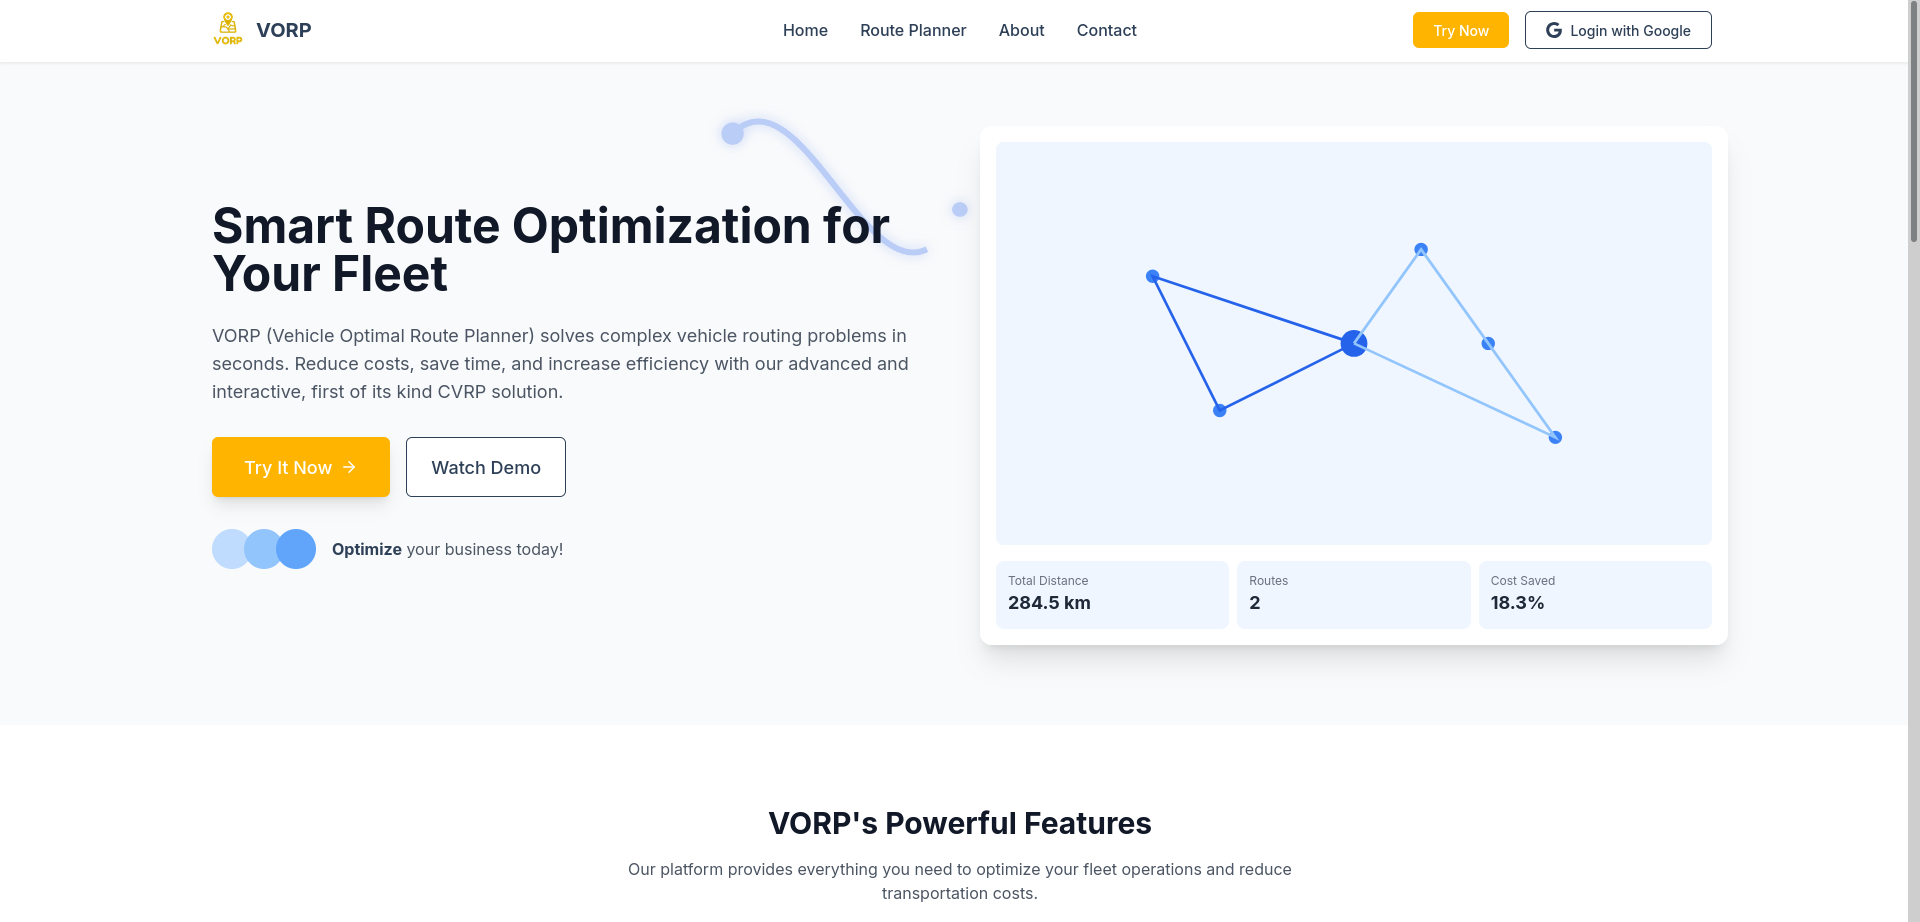 VORP
VORP
Home
Route Planner
About
Contact
Try Now
Login with Google
Smart Route Optimization for
Your Fleet
VORP (Vehicle Optimal Route Planner) solves complex vehicle routing problems in
seconds. Reduce costs, save time, and increase efficiency with our advanced and
interactive, first of its kind CVRP solution.
Try It Now
Watch Demo
Optimize your business today!
Total Distance
284.5 km
Routes
2
Cost Saved
18.3%
VORP's Powerful Features
Our platform provides everything you need to optimize your fleet operations and reduce
transportation costs.